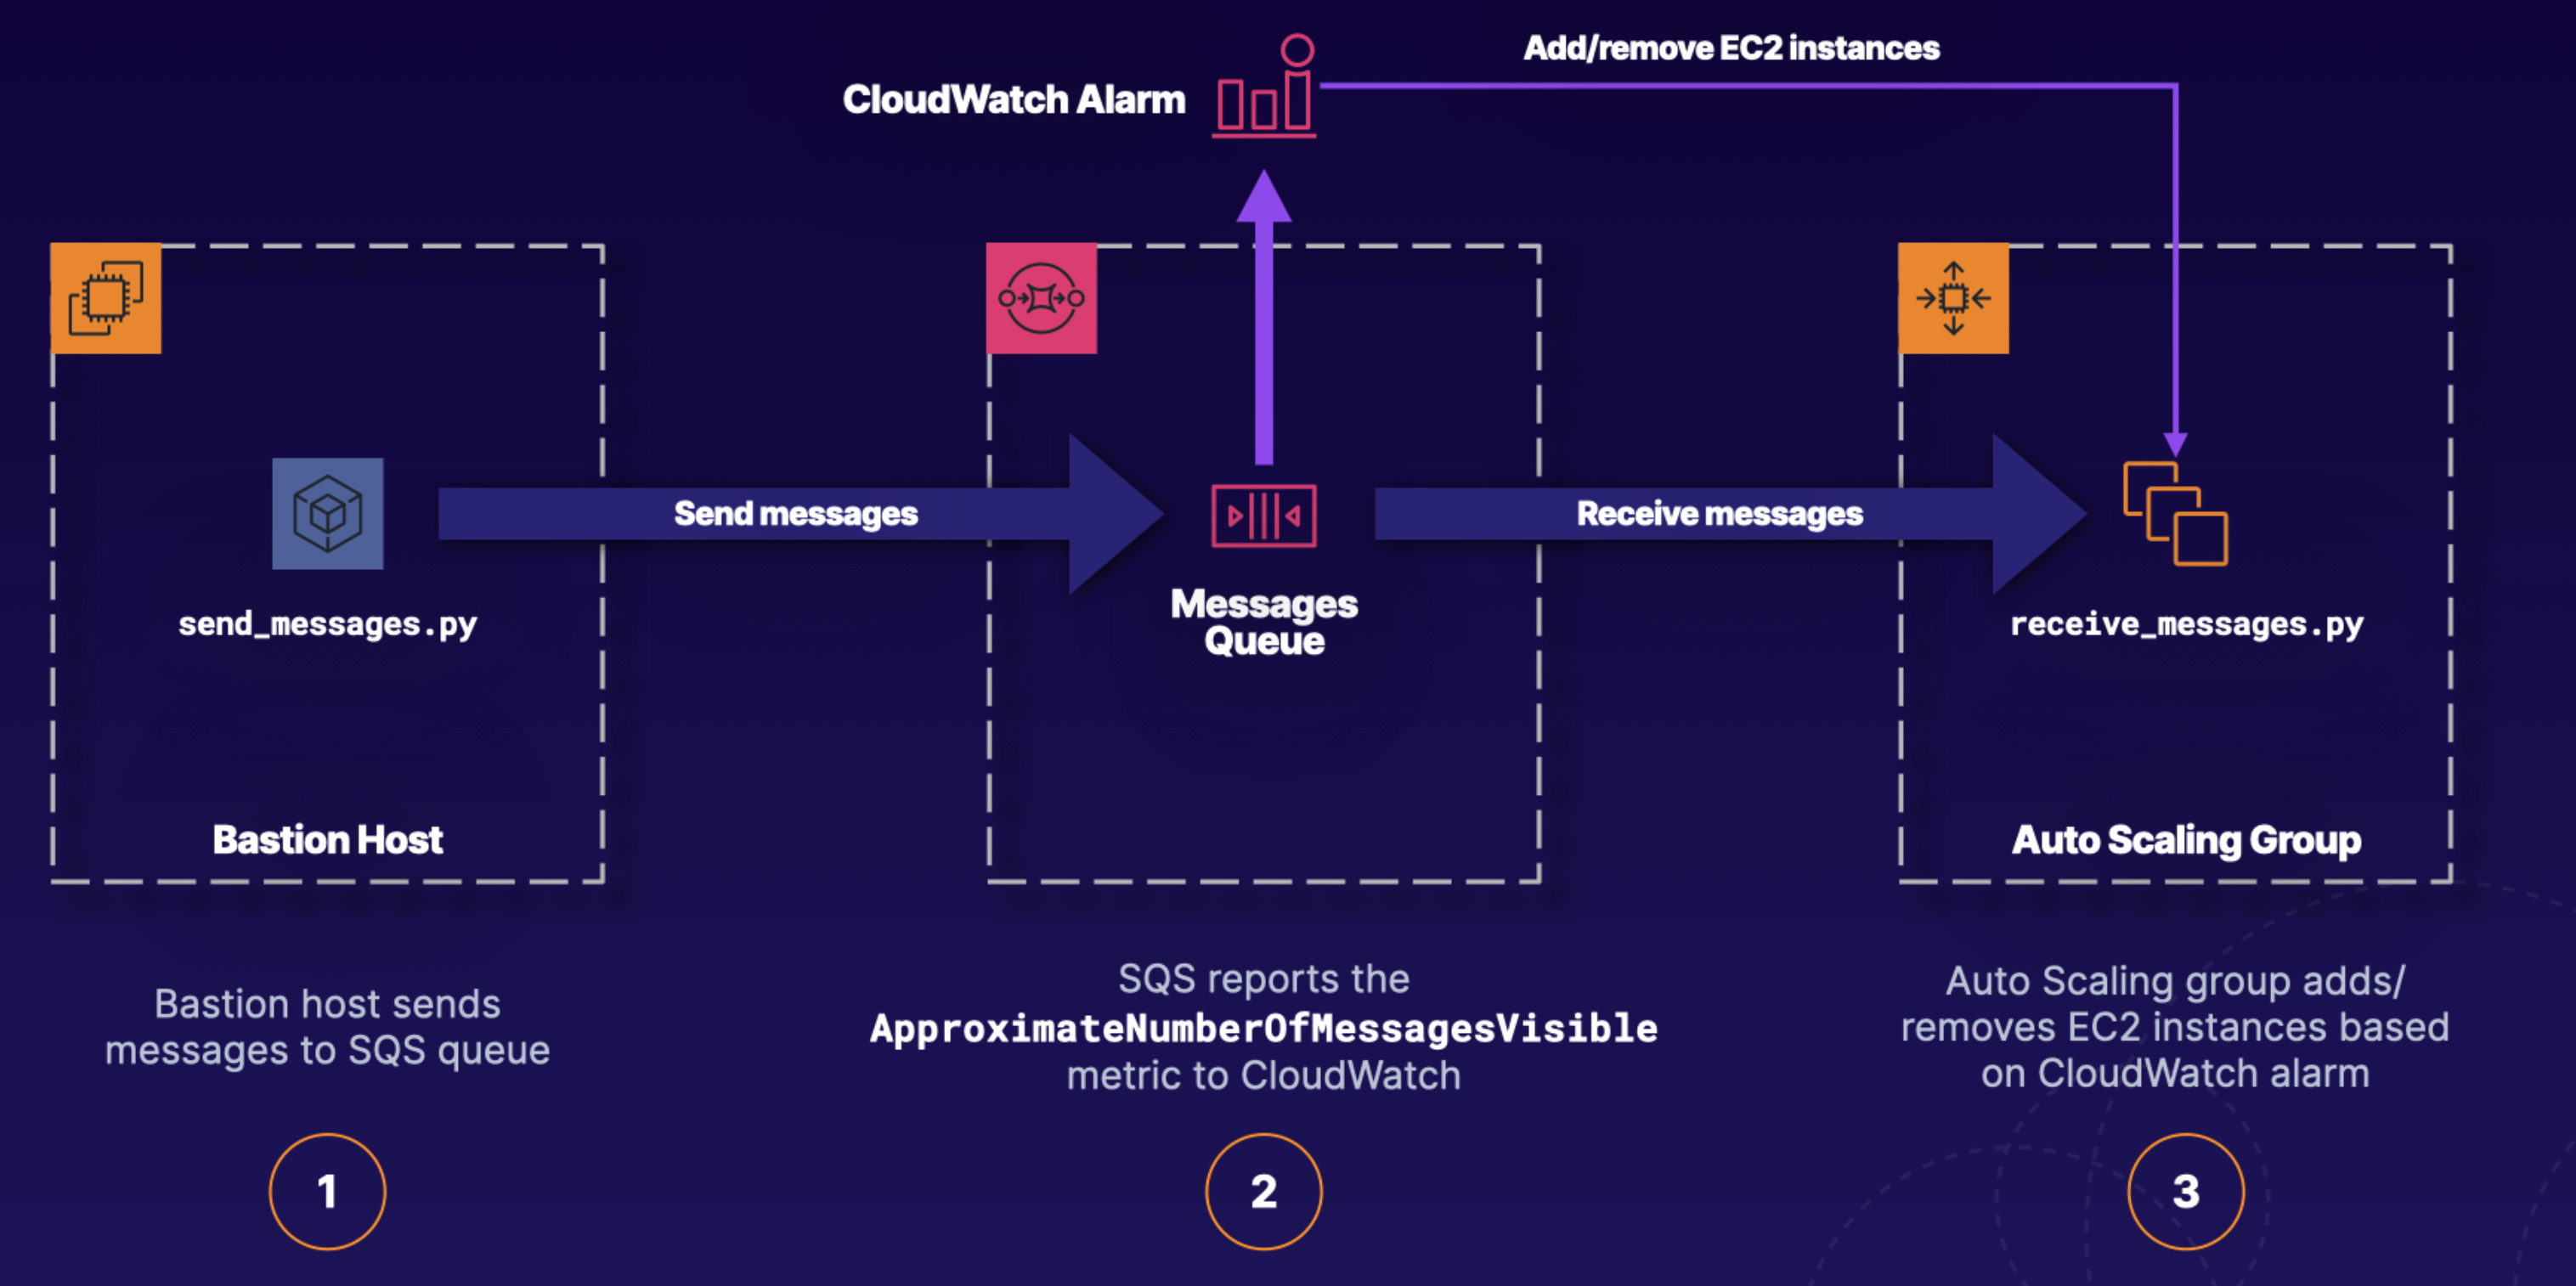 Add/remove EC2 instances
CloudWatch Alarm
Send messages
Receive messages
send_messages.py
Messages
Queue
receive_messages.py
Bastion Host
Auto Scaling Group
Bastion host sends
messages to SQS queue
SQS reports the
ApproximateNumberOfMessagesVisible
metric to CloudWatch
Auto Scaling group adds/
removes EC2 instances based
on CloudWatch alarm
1
2
3